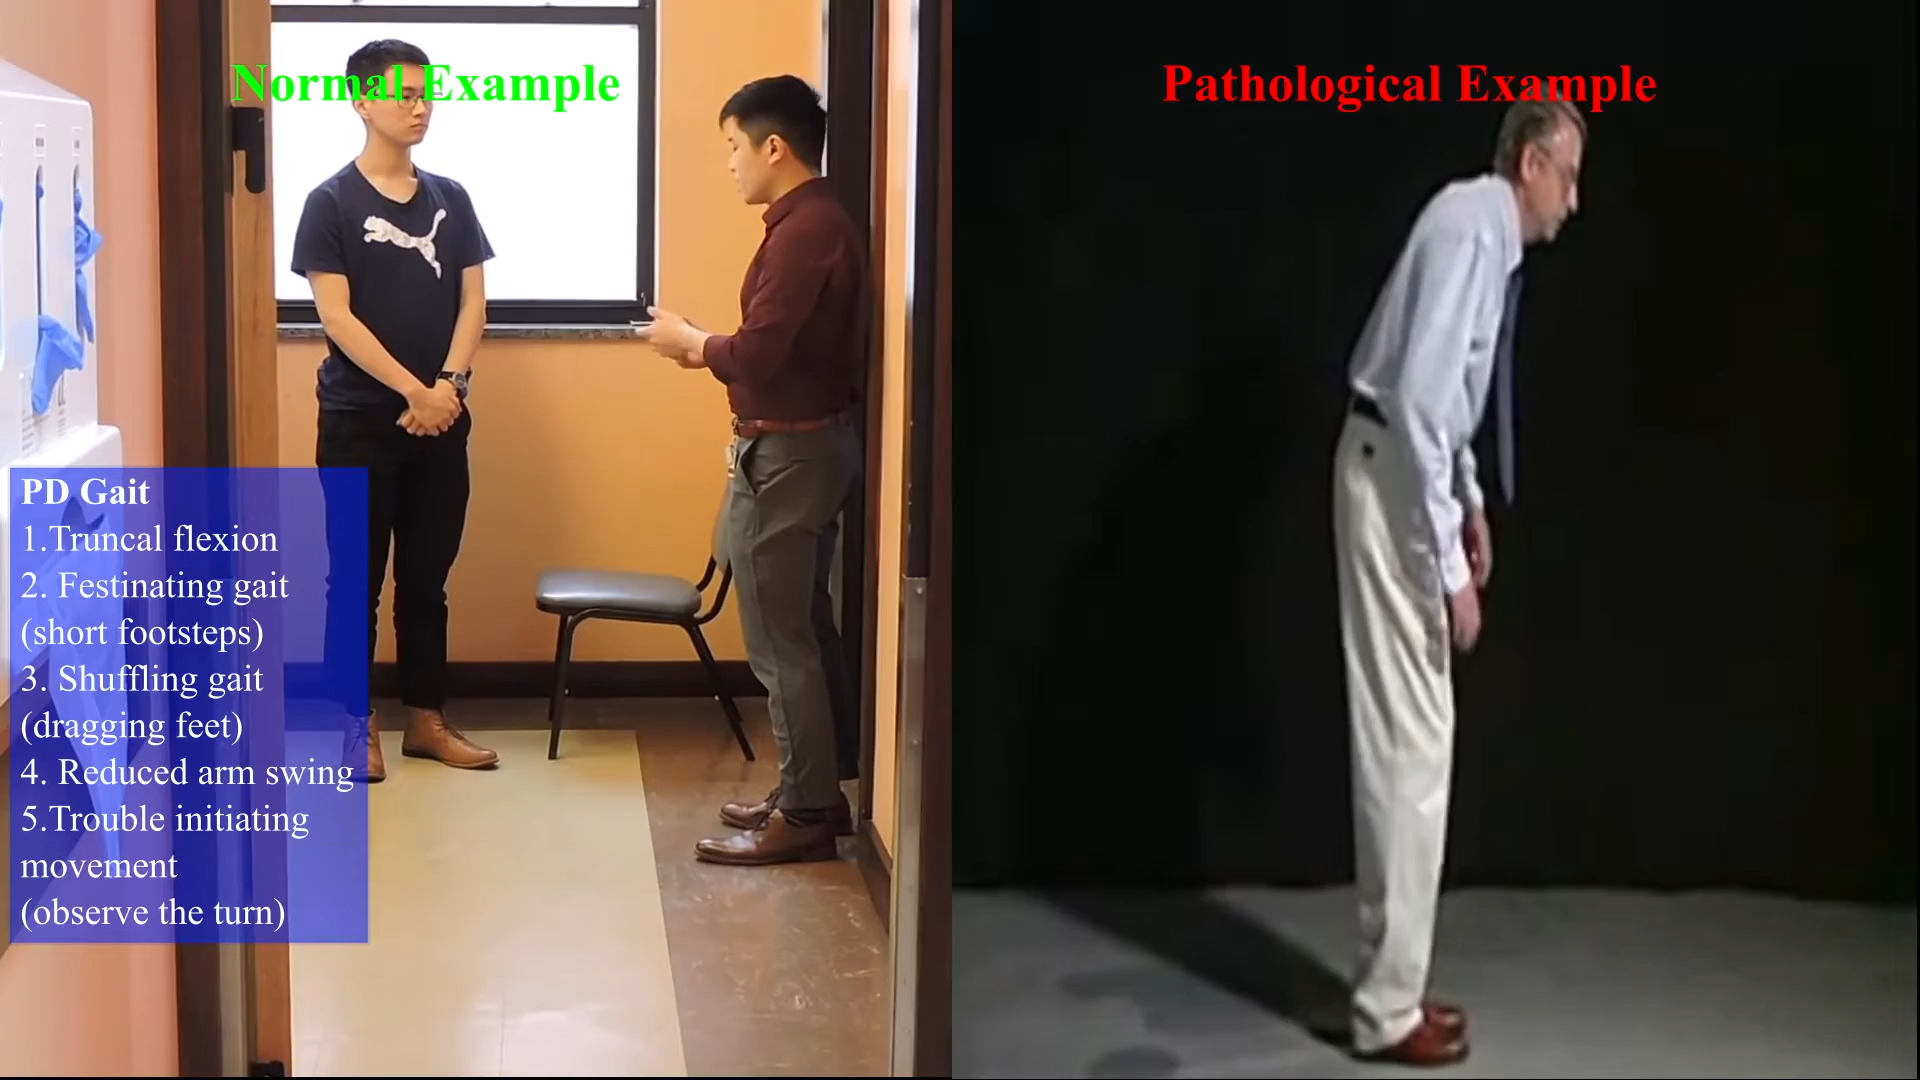 Normal Example
Pathological Example
PD Gait
1.Truncal flexion
2. Festinating gait
(short footsteps)
3. Shuffling gait
(dragging feet)
4. Reduced arm swing
5.Trouble initiating
movement
(observe the turn)